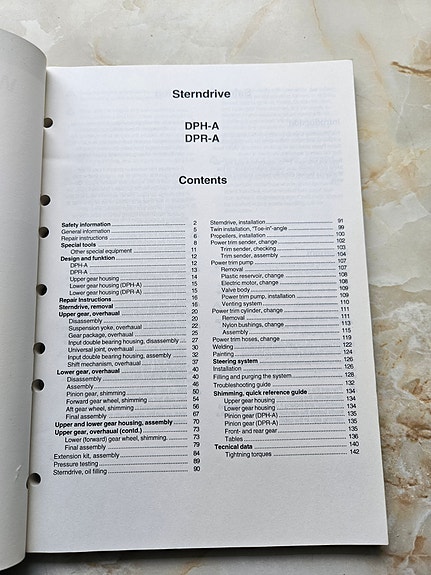 Sterndrive
DPH-A
DPR-A
Contents
Safety information 2
General information 5
Repair instructions 6
Special tools 8
Other special equipment 11
Design and funktion 12
DPH-A 12
DPR-A 13
Upper gear housing 14
Lower gear housing (DPH-A) 15
Lower gear housing (DPR-A) 15
Repair Instructions 16
Sterndrive, removal 16
Upper gear, overhaul 20
Disassembly 20
Suspension yoke, overhaul 22
Gear package, overhaul 25
Input double bearing housing, disassembly 27
Universal joint, overhaul 30
Input double bearing housing, assembly 32
Shift mechanism, overhaul 37
Lower gear, overhaul 40
Disassembly 40
Assembly 46
Pinion gear, shimming 50
Forward gear wheel, shimming 54
Aft gear wheel, shimming 56
Final assembly 67
Upper and lower gear housing, assembly 70
Upper gear, overhaul (contd.) 73
Lower (forward) gear wheel, shimming. 73
Final assembly 79
Extension kit, assembly 84
Pressure testing 89
Sterndrive, oil filling 90
Sterndrive, installation 91
Twin installation, "Toe-in"-angle 99
Propellers, installation 100
Power trim sender, change 102
Trim sender, checking 103
Trim sender, assembly 104
Power trim pump 107
Removal 107
Plastic reservoir, change 108
Electric motor, change 108
Valve body 109
Power trim pump, installation 109
Venting system 110
Power trim cylinder, change 111
Removal 111
Nylon bushings, change 113
Assembly 115
Power trim hoses, change 119
Welding 122
Painting 124
Steering system 126
Installation 126
Filling and purging the system 128
Troubleshooting guide 132
Shimming, quick reference guide 134
Upper gear housing 134
Lower gear housing 134
Pinion gear (DPH-A) 135
Pinion gear (DPR-A) 135
Front- and rear gear 135
Tables 136
Tecnical data 140
Tightning torques 142